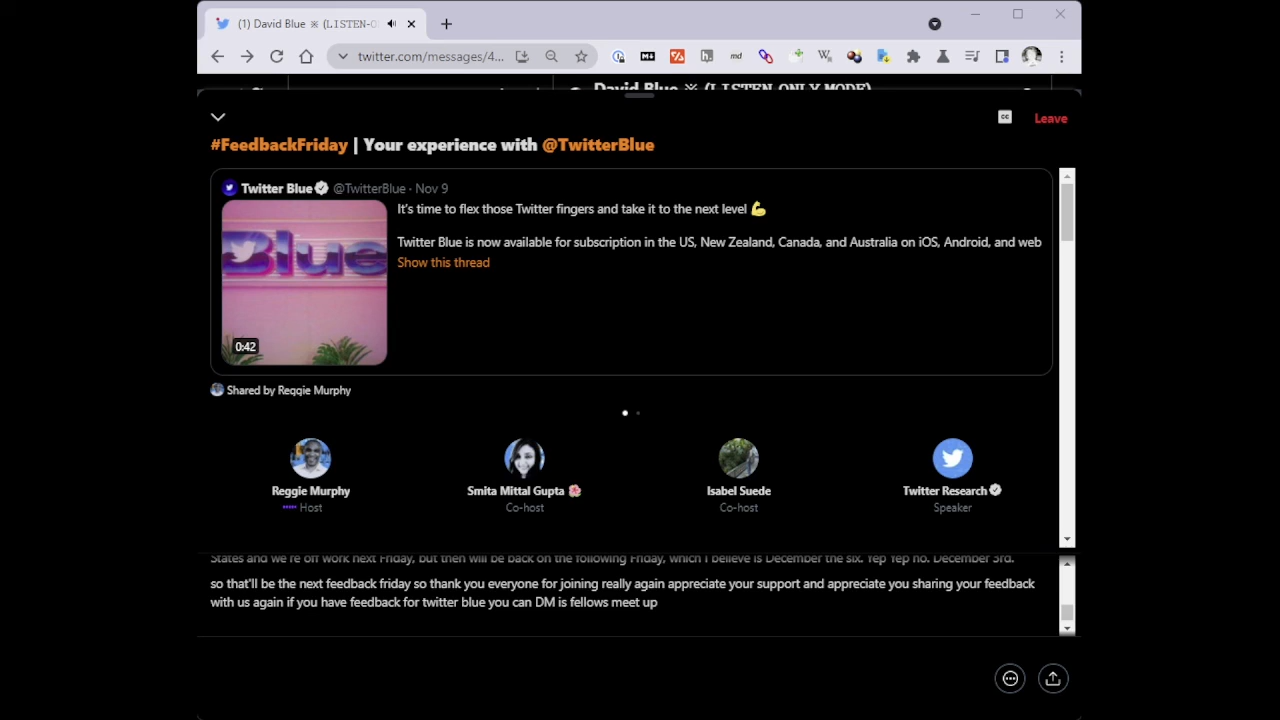 (1) David Blue ※ (LISTEN-O
twitter.com/messages/4...
David Blue ※ (LISTEN-ONLY MODE)
CC
Leave
#FeedbackFriday | Your experience with @TwitterBlue
Twitter Blue @TwitterBlue · Nov 9
It's time to flex those Twitter fingers and take it to the next level 💪
Twitter Blue is now available for subscription in the US, New Zealand, Canada, and Australia on iOS, Android, and web
Show this thread
Blue
0:42
Shared by Reggie Murphy
Reggie Murphy
Host
Smita Mittal Gupta 🌺
Co-host
Isabel Suede
Co-host
Twitter Research
Speaker
States and we're off work next Friday, but then will be back on the following Friday, which I believe is December the six. Yep Yep no. December 3rd.
so that'll be the next feedback friday so thank you everyone for joining really again appreciate your support and appreciate you sharing your feedback
with us again if you have feedback for twitter blue you can DM is fellows meet up